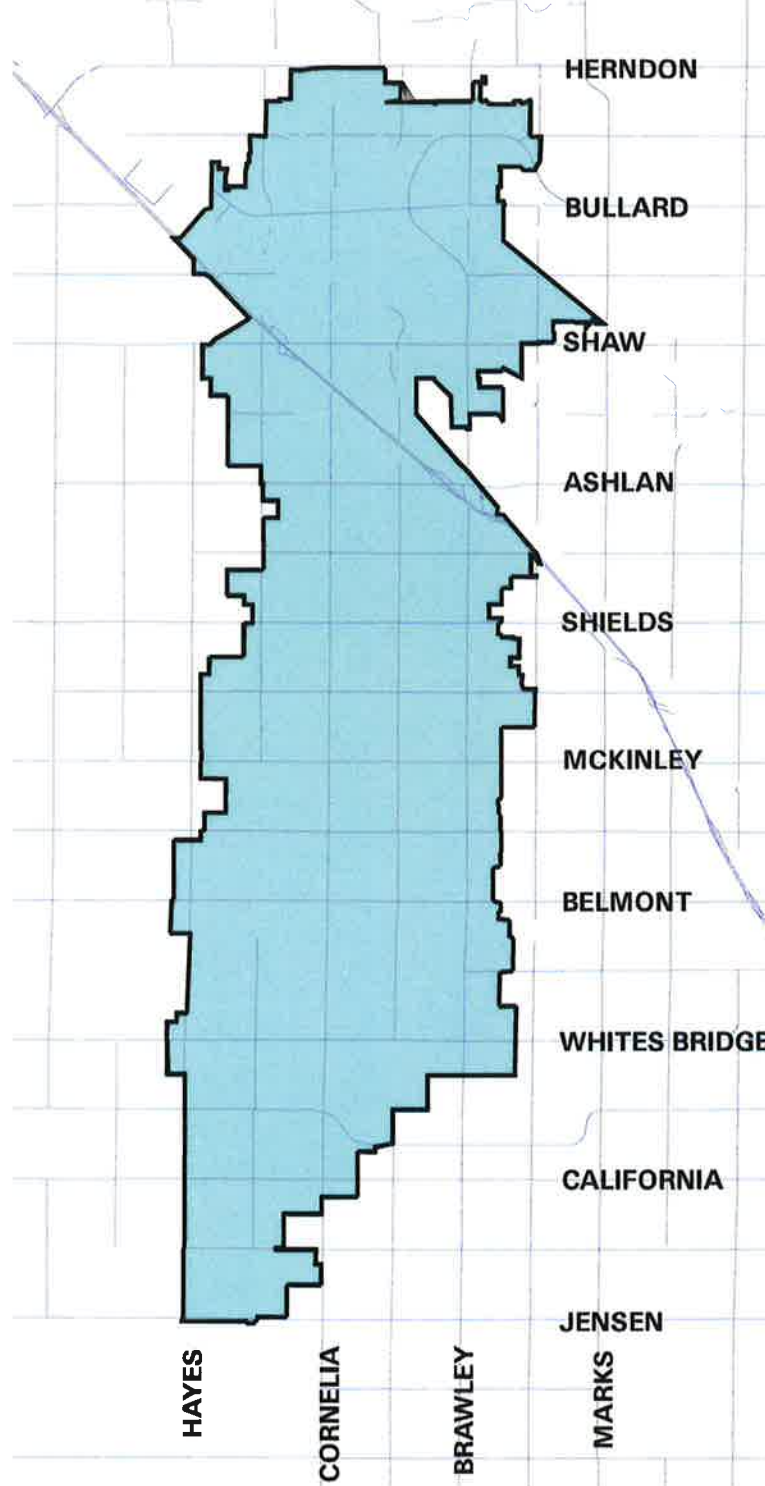 HERNDON
BULLARD
SHAW
ASHLAN
SHIELDS
MCKINLEY
BELMONT
WHITES BRIDGE
CALIFORNIA
JENSEN
HAYES
CORNELIA
BRAWLEY
MARKS